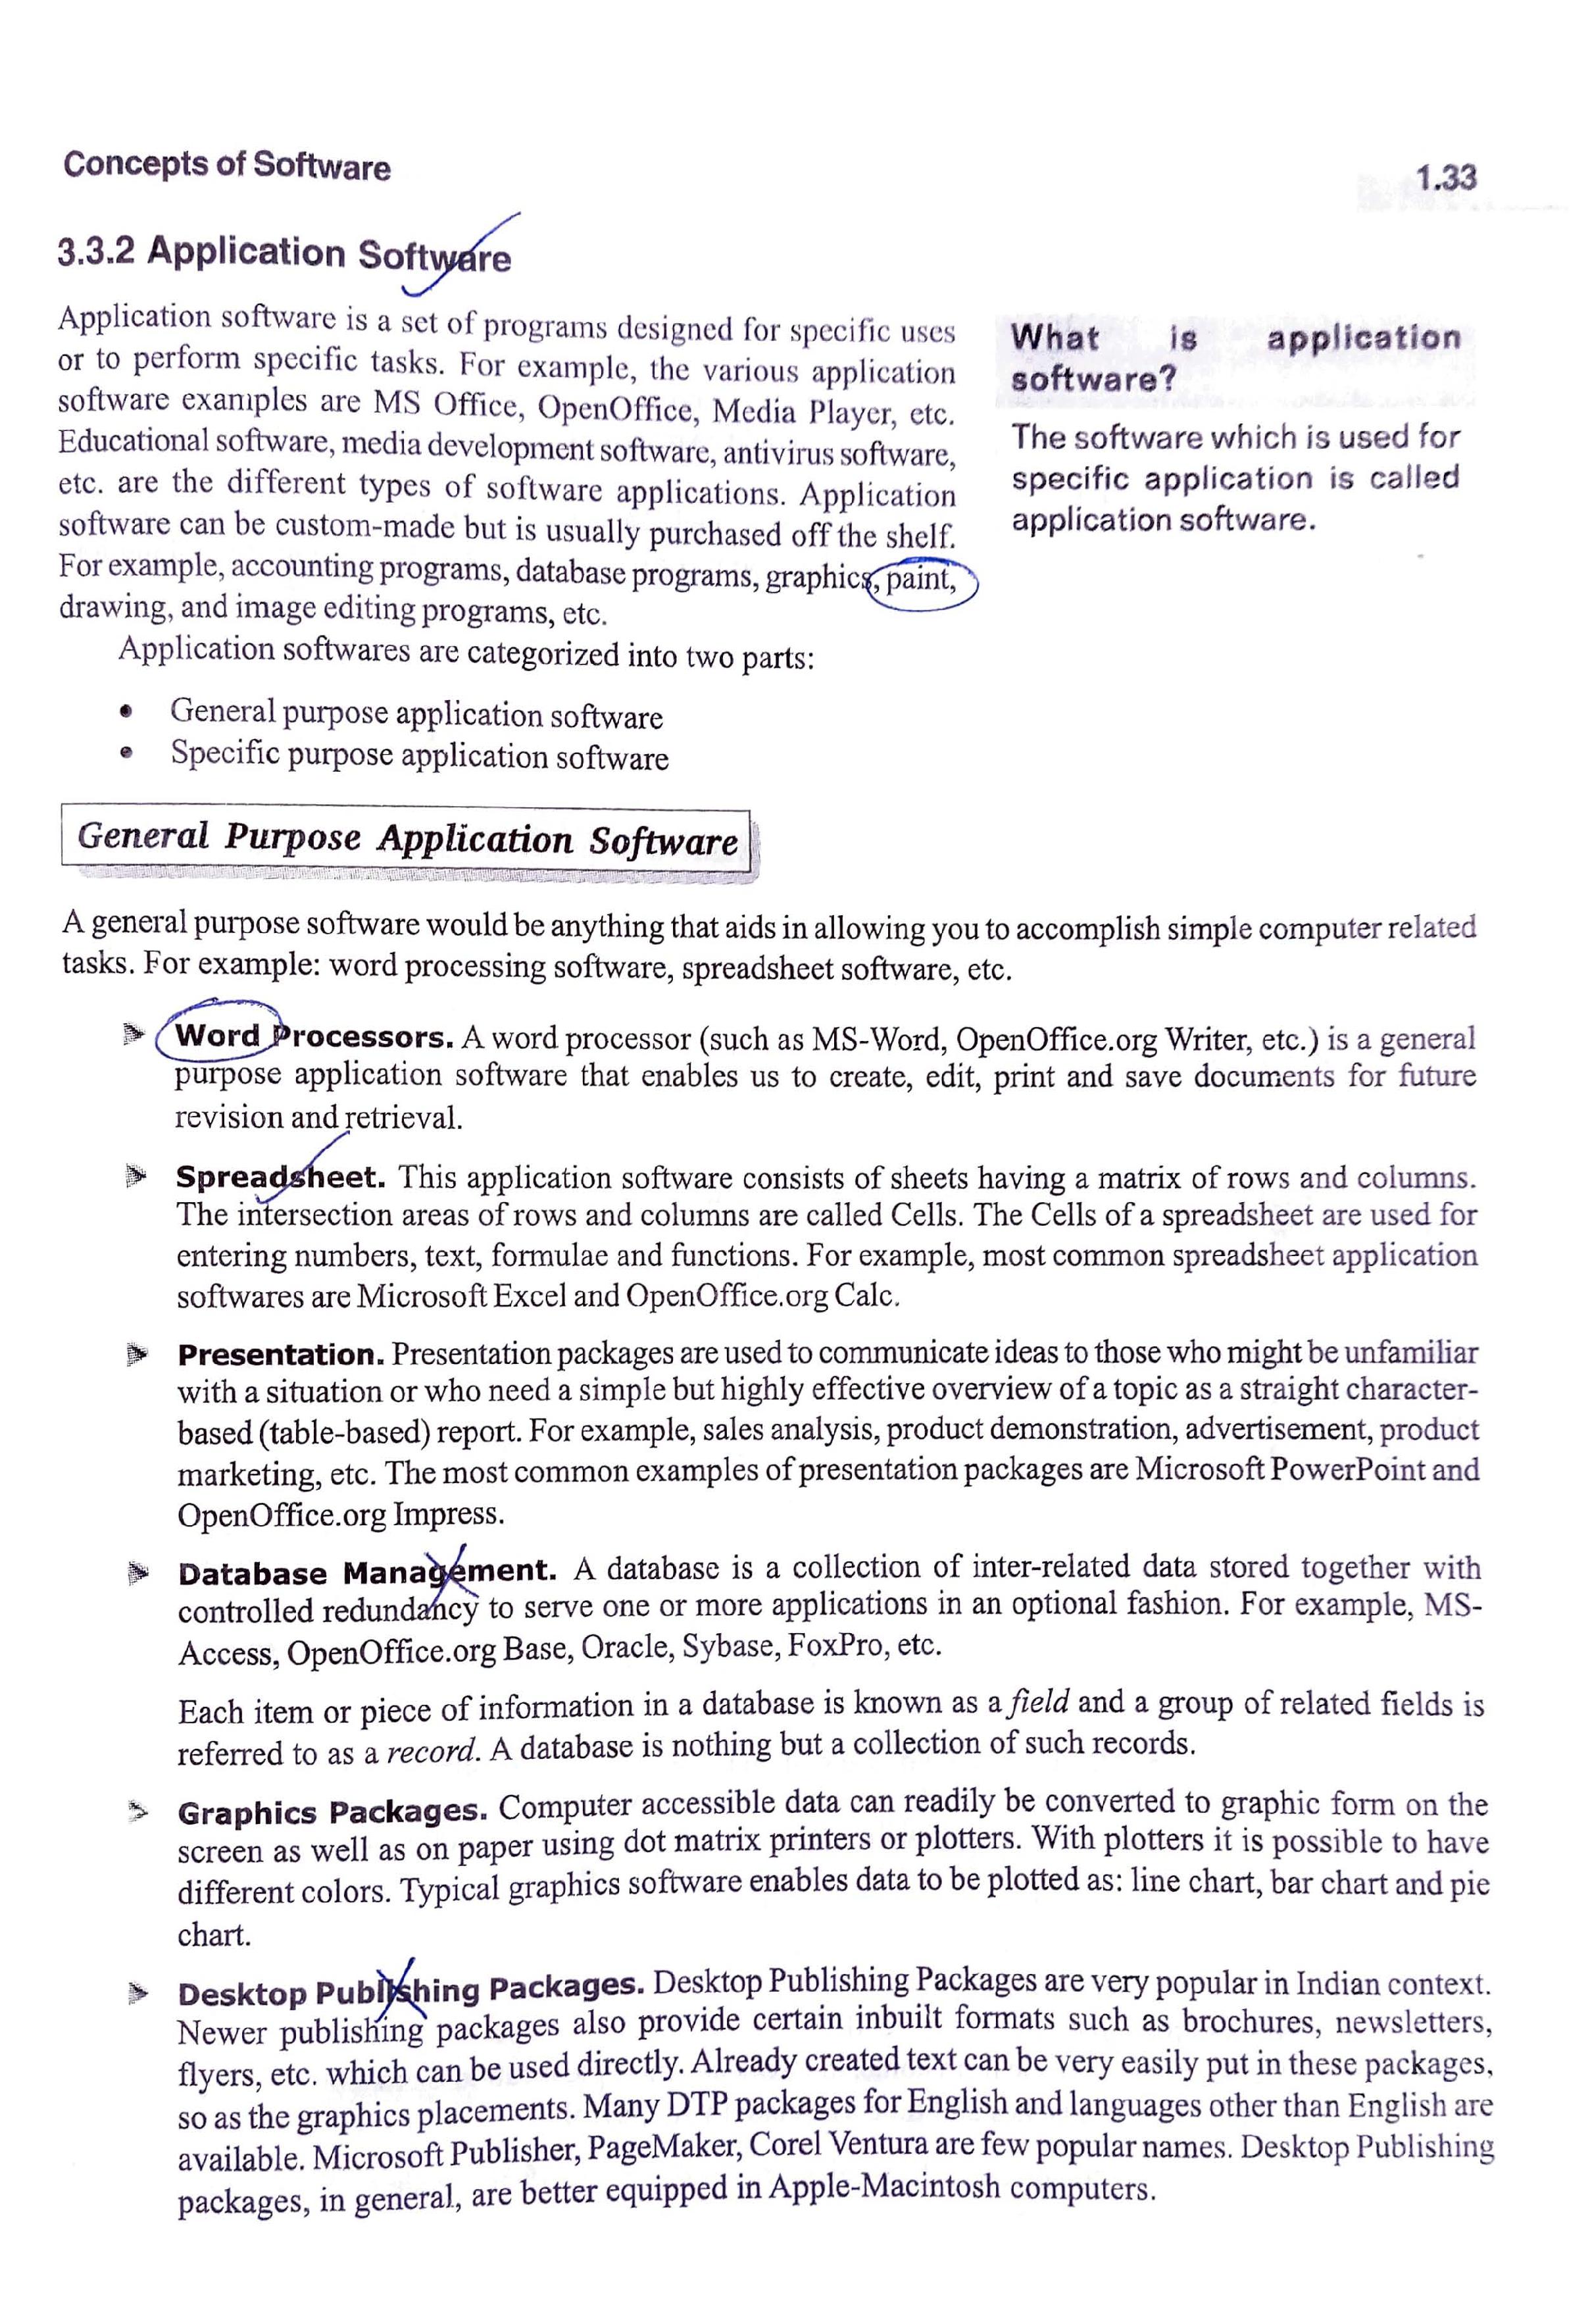 Concepts of Software
1.33
3.3.2 Application Software
Application software is a set of programs designed for specific uses
or to perform specific tasks. For example, the various application
software examples are MS Office, OpenOffice, Media Player, etc.
Educational software, media development software, antivirus software,
etc. are the different types of software applications. Application
software can be custom-made but is usually purchased off the shelf.
For example, accounting programs, database programs, graphics, paint,
drawing, and image editing programs, etc.
What is application
software?
The software which is used for
specific application is called
application software.
Application softwares are categorized into two parts:
• General purpose application software
• Specific purpose application software
General Purpose Application Software
A general purpose software would be anything that aids in allowing you to accomplish simple computer related
tasks. For example: word processing software, spreadsheet software, etc.
Word Processors. A word processor (such as MS-Word, OpenOffice.org Writer, etc.) is a general
purpose application software that enables us to create, edit, print and save documents for future
revision and retrieval.
Spreadsheet. This application software consists of sheets having a matrix of rows and columns.
The intersection areas of rows and columns are called Cells. The Cells of a spreadsheet are used for
entering numbers, text, formulae and functions. For example, most common spreadsheet application
softwares are Microsoft Excel and OpenOffice.org Calc.
Presentation. Presentation packages are used to communicate ideas to those who might be unfamiliar
with a situation or who need a simple but highly effective overview of a topic as a straight character-
based (table-based) report. For example, sales analysis, product demonstration, advertisement, product
marketing, etc. The most common examples of presentation packages are Microsoft PowerPoint and
OpenOffice.org Impress.
Database Management. A database is a collection of inter-related data stored together with
controlled redundancy to serve one or more applications in an optional fashion. For example, MS-
Access, OpenOffice.org Base, Oracle, Sybase, FoxPro, etc.
Each item or piece of information in a database is known as a field and a group of related fields is
referred to as a record. A database is nothing but a collection of such records.
Graphics Packages. Computer accessible data can readily be converted to graphic form on the
screen as well as on paper using dot matrix printers or plotters. With plotters it is possible to have
different colors. Typical graphics software enables data to be plotted as: line chart, bar chart and pie
chart.
Desktop Publishing Packages. Desktop Publishing Packages are very popular in Indian context.
Newer publishing packages also provide certain inbuilt formats such as brochures, newsletters,
flyers, etc. which can be used directly. Already created text can be very easily put in these packages,
so as the graphics placements. Many DTP packages for English and languages other than English are
available. Microsoft Publisher, PageMaker, Corel Ventura are few popular names. Desktop Publishing
packages, in general, are better equipped in Apple-Macintosh computers.